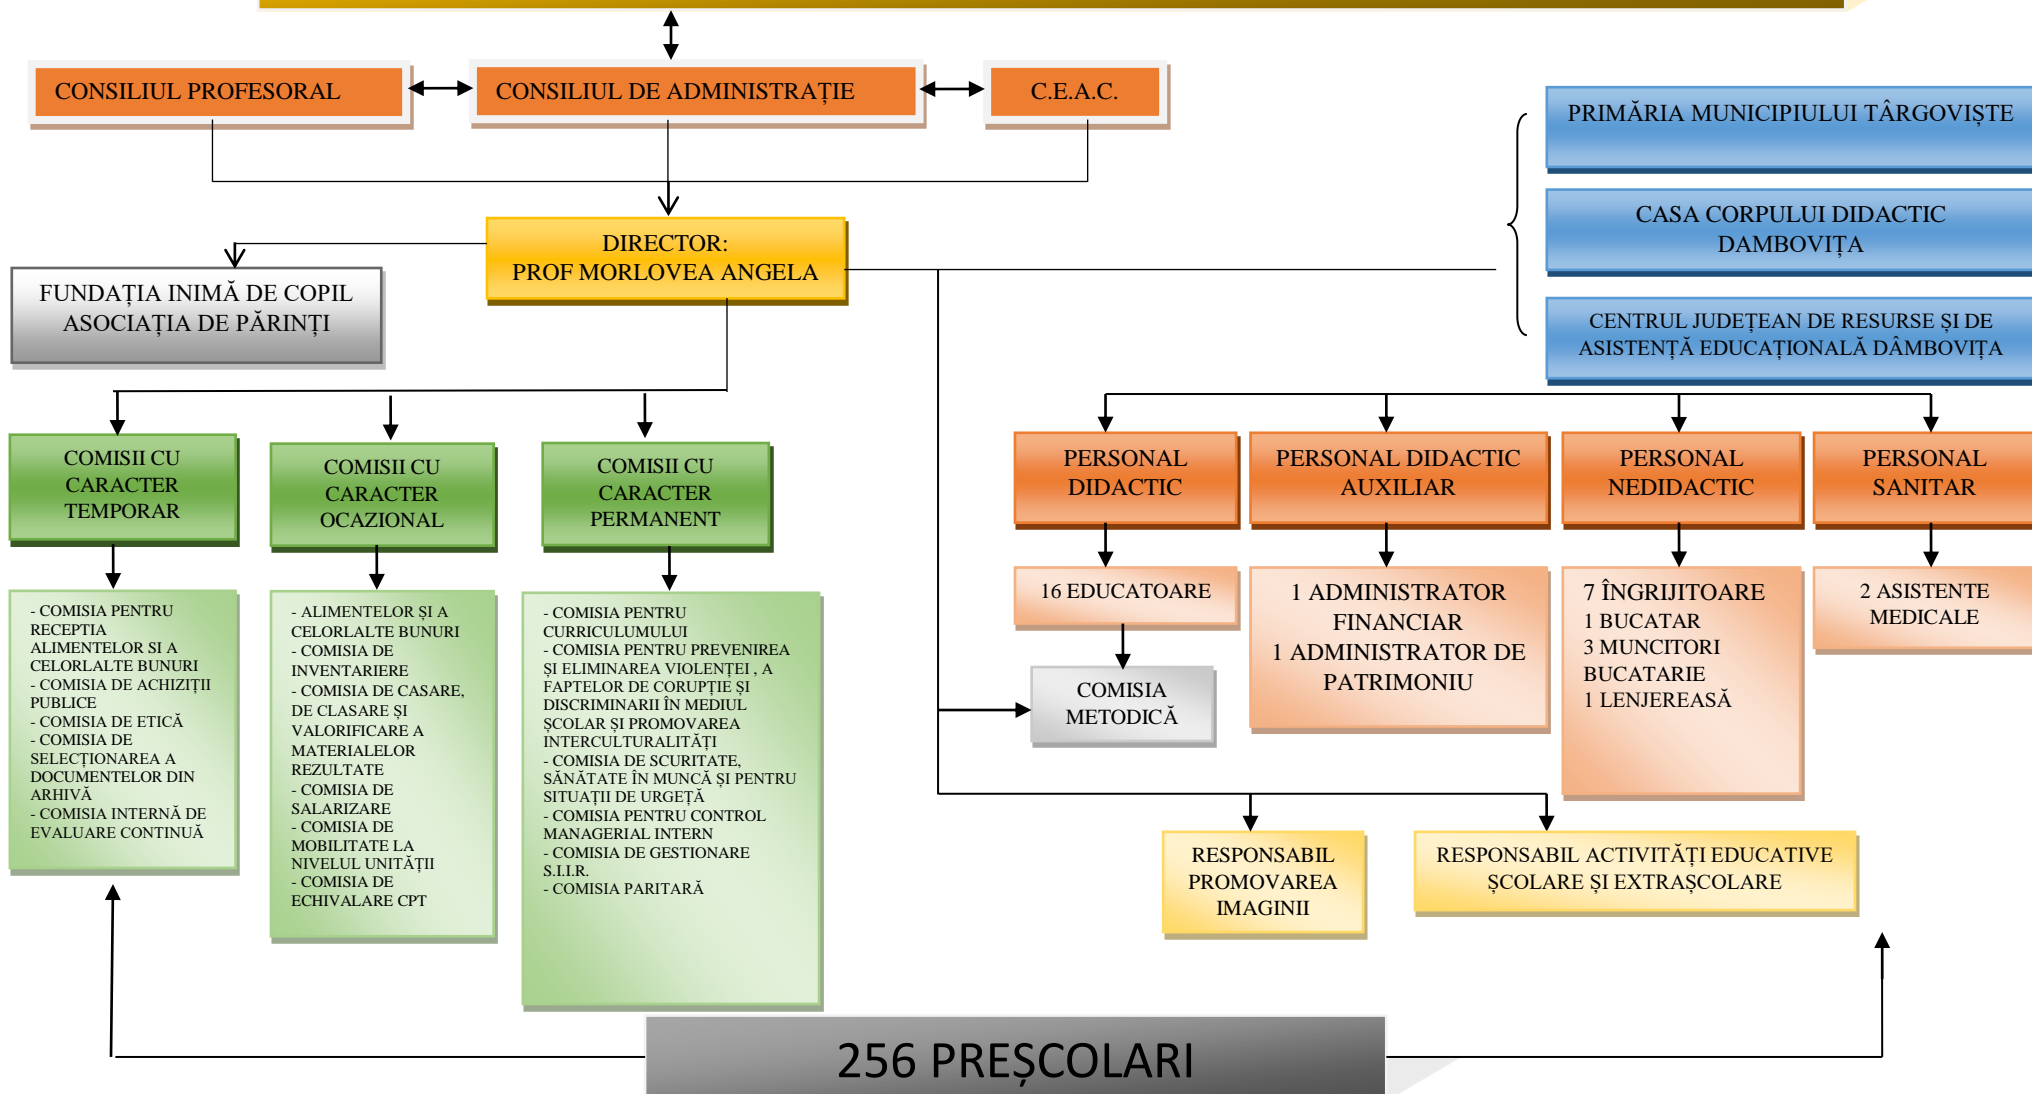 CONSILIUL PROFESORAL
CONSILIUL DE ADMINISTRAȚIE
C.E.A.C.
PRIMĂRIA MUNICIPIULUI TÂRGOVIȘTE
CASA CORPULUI DIDACTIC
DAMBOVIȚA
CENTRUL JUDEȚEAN DE RESURSE ȘI DE
ASISTENȚĂ EDUCAȚIONALĂ DÂMBOVIȚA
DIRECTOR:
PROF MORLOVEA ANGELA
FUNDAȚIA INIMĂ DE COPIL
ASOCIAȚIA DE PĂRINȚI
COMISII CU
CARACTER
TEMPORAR
COMISII CU
CARACTER
OCAZIONAL
COMISII CU
CARACTER
PERMANENT
PERSONAL
DIDACTIC
PERSONAL DIDACTIC
AUXILIAR
PERSONAL
NEDIDACTIC
PERSONAL
SANITAR
- COMISIA PENTRU
RECEPTIA
ALIMENTELOR SI A
CELORLALTE BUNURI
- COMISIA DE ACHIZIȚII
PUBLICE
- COMISIA DE ETICĂ
- COMISIA DE
SELECȚIONAREA A
DOCUMENTELOR DIN
ARHIVĂ
- COMISIA INTERNĂ DE
EVALUARE CONTINUĂ
- ALIMENTELOR ȘI A
CELORLALTE BUNURI
- COMISIA DE
INVENTARIERE
- COMISIA DE CASARE,
DE CLASARE ȘI
VALORIFICARE A
MATERIALELOR
REZULTATE
- COMISIA DE
SALARIZARE
- COMISIA DE
MOBILITATE LA
NIVELUL UNITĂȚII
- COMISIA DE
ECHIVALARE CPT
- COMISIA PENTRU
CURRICULUMULUI
- COMISIA PENTRU PREVENIREA
ȘI ELIMINAREA VIOLENȚEI , A
FAPTELOR DE CORUPȚIE ȘI
DISCRIMINARII ÎN MEDIUL
ȘCOLAR ȘI PROMOVAREA
INTERCULTURALITĂȚI
- COMISIA DE SCURITATE,
SĂNĂTATE ÎN MUNCĂ ȘI PENTRU
SITUAȚII DE URGEȚĂ
- COMISIA PENTRU CONTROL
MANAGERIAL INTERN
- COMISIA DE GESTIONARE
S.I.I.R.
- COMISIA PARITARĂ
16 EDUCATOARE
COMISIA
METODICĂ
1 ADMINISTRATOR
FINANCIAR
1 ADMINISTRATOR DE
PATRIMONIU
7 ÎNGRIJITOARE
1 BUCATAR
3 MUNCITORI
BUCATARIE
1 LENJEREASĂ
2 ASISTENTE
MEDICALE
RESPONSABIL
PROMOVAREA
IMAGINII
RESPONSABIL ACTIVITĂȚI EDUCATIVE
ȘCOLARE ȘI EXTRAȘCOLARE
256 PREȘCOLARI